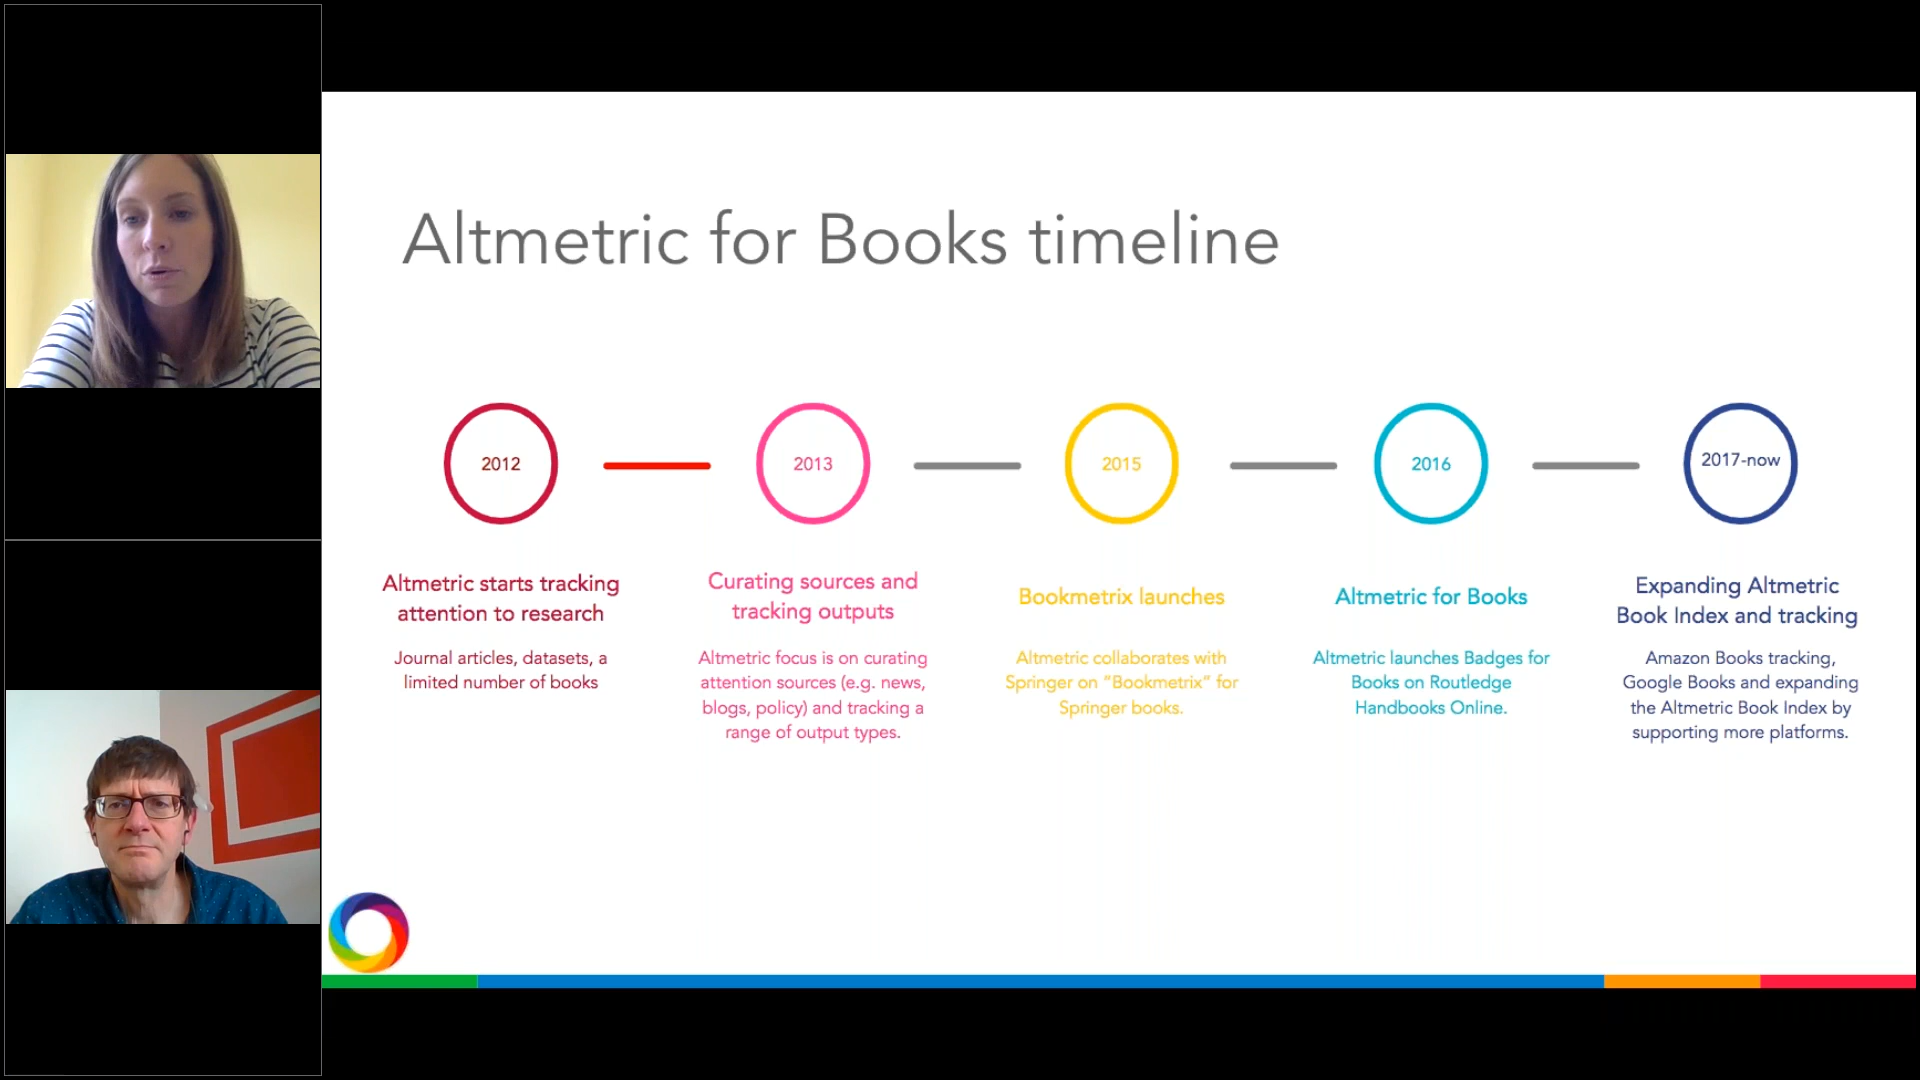 Altmetric for Books timeline
2012
2013
2015
2016
2017-now
Altmetric starts tracking
attention to research
Journal articles, datasets, a
limited number of books
Curating sources and
tracking outputs
Altmetric focus is on curating
attention sources (e.g. news,
blogs, policy) and tracking a
range of output types.
Bookmetrix launches
Altmetric collaborates with
Springer on “Bookmetrix” for
Springer books.
Altmetric for Books
Altmetric launches Badges for
Books on Routledge
Handbooks Online.
Expanding Altmetric
Book Index and tracking
Amazon Books tracking,
Google Books and expanding
the Altmetric Book Index by
supporting more platforms.